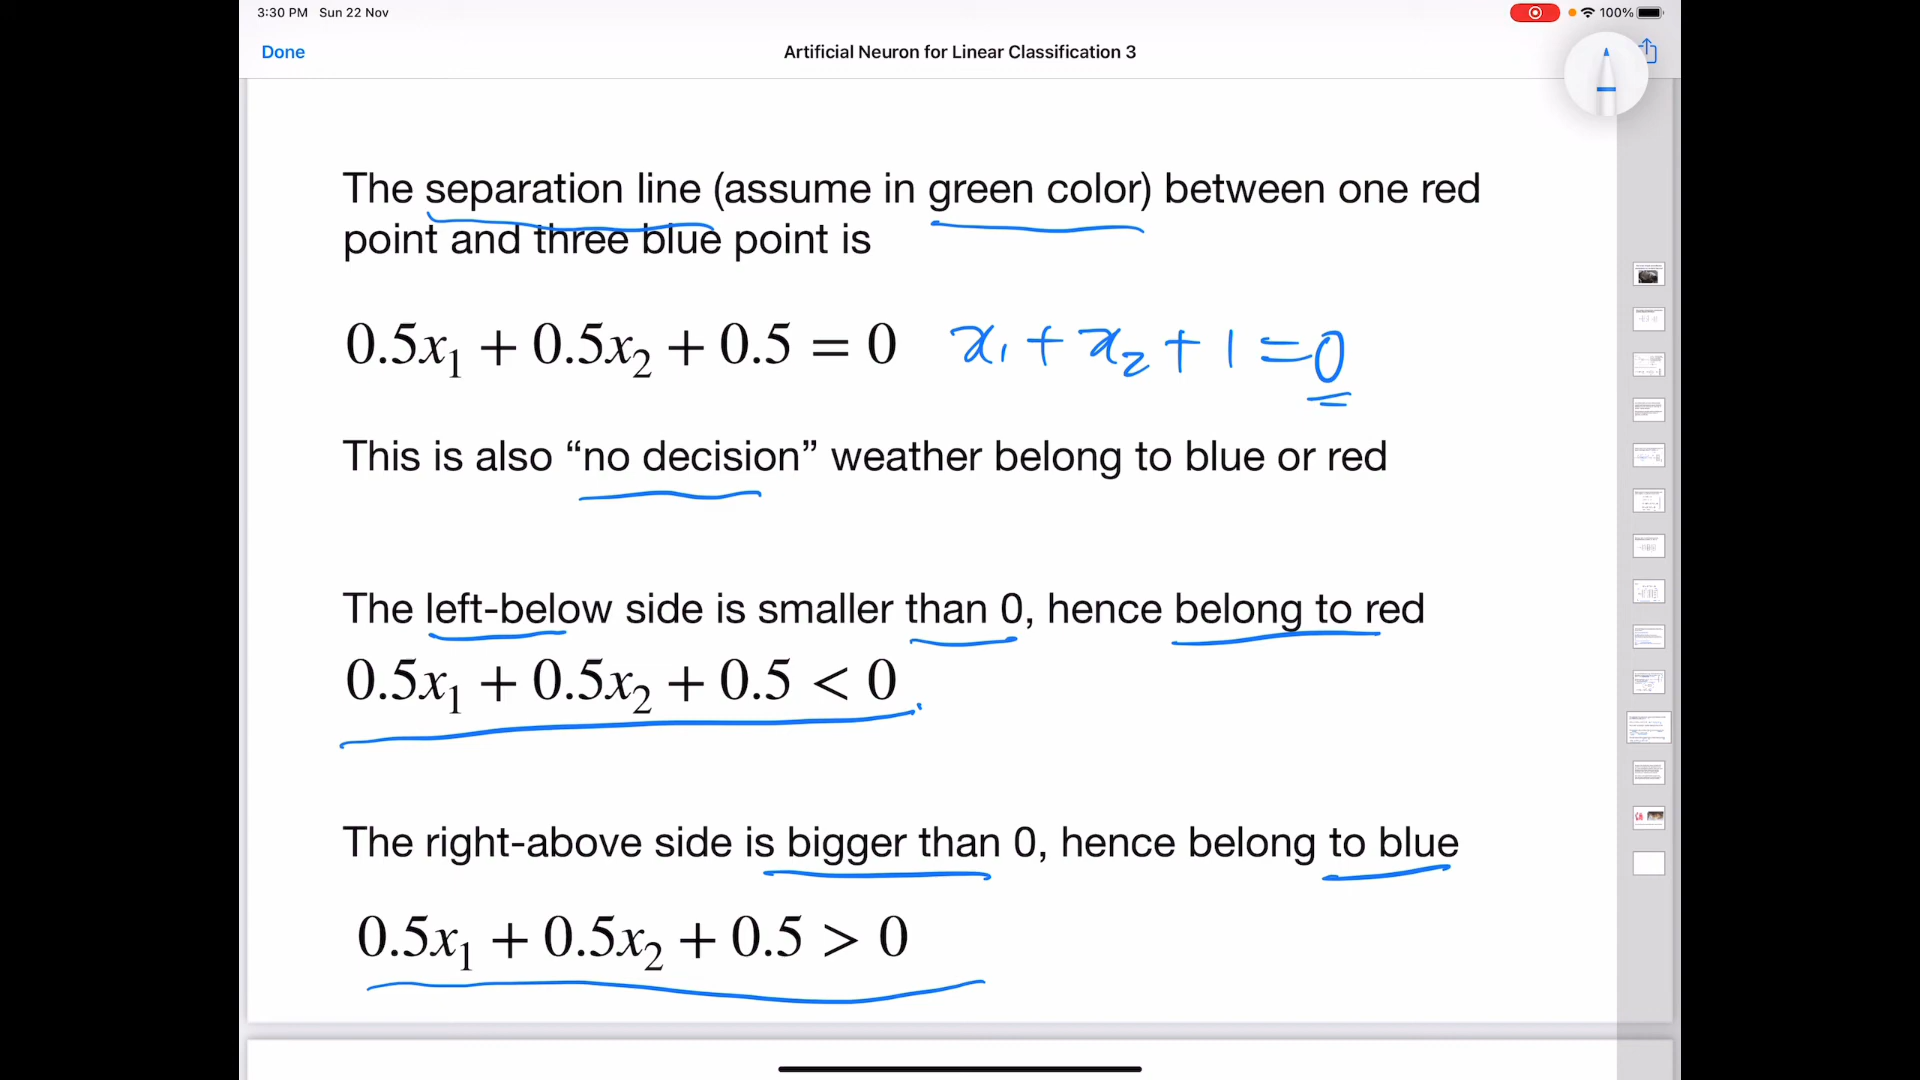 3:30 PM Sun 22 Nov
100%
Done
Artificial Neuron for Linear Classification 3
The separation line (assume in green color) between one red
point and three blue point is
0.5x₁ + 0.5x₂ + 0.5 = 0 x₁ + x₂ + 1 = 0
This is also “no decision” weather belong to blue or red
The left-below side is smaller than 0, hence belong to red
0.5x₁ + 0.5x₂ + 0.5 < 0
The right-above side is bigger than 0, hence belong to blue
0.5x₁ + 0.5x₂ + 0.5 > 0